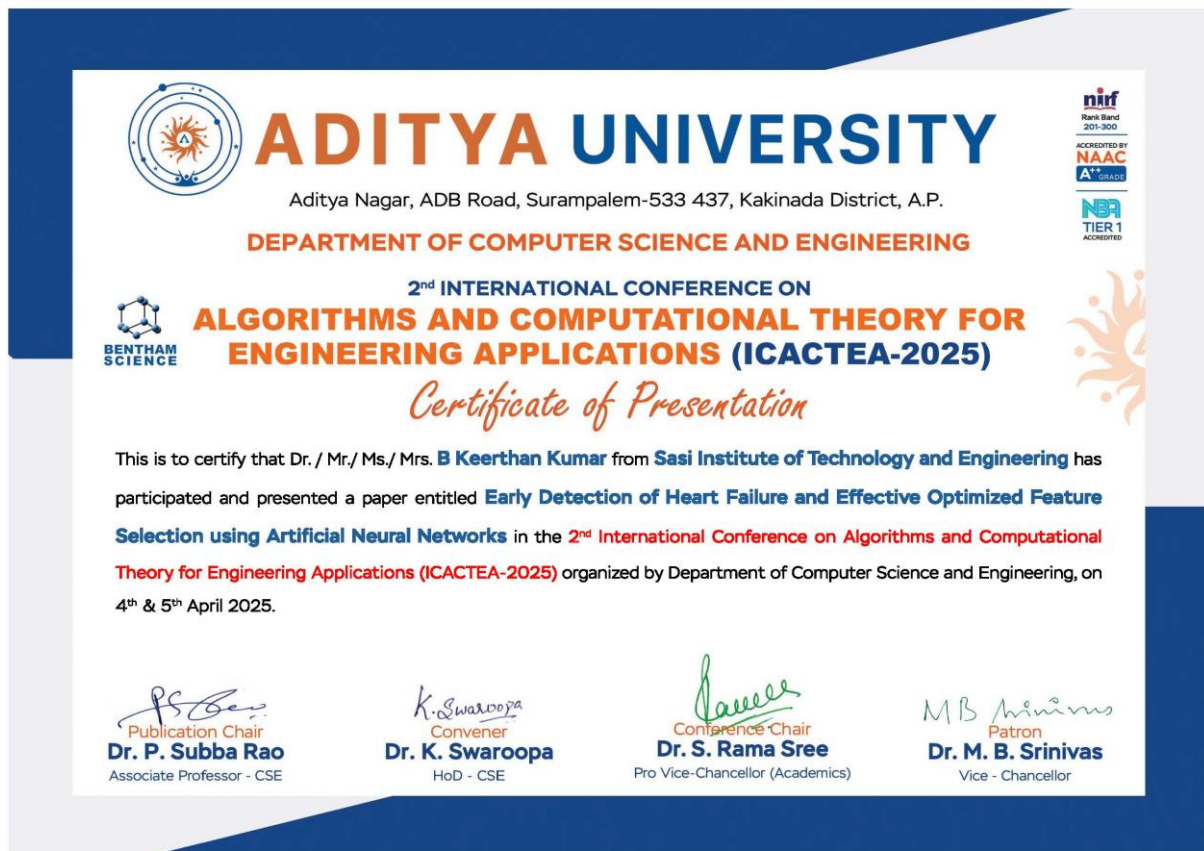 ADITYA UNIVERSITY
Aditya Nagar, ADB Road, Surampalem-533 437, Kakinada District, A.P.
DEPARTMENT OF COMPUTER SCIENCE AND ENGINEERING
nirf
Rank Band
201-300
ACCREDITED BY
NAAC
A++ GRADE
NBA
TIER 1
ACCREDITED
2nd INTERNATIONAL CONFERENCE ON
BENTHAM
SCIENCE
ALGORITHMS AND COMPUTATIONAL THEORY FOR
ENGINEERING APPLICATIONS (ICACTEA-2025)
Certificate of Presentation
This is to certify that Dr. / Mr./ Ms./ Mrs. B Keerthan Kumar from Sasi Institute of Technology and Engineering has
participated and presented a paper entitled Early Detection of Heart Failure and Effective Optimized Feature
Selection using Artificial Neural Networks in the 2nd International Conference on Algorithms and Computational
Theory for Engineering Applications (ICACTEA-2025) organized by Department of Computer Science and Engineering, on
4th & 5th April 2025.
K. Swaroopa
MB Srinivas
Publication Chair
Dr. P. Subba Rao
Associate Professor - CSE
Convener
Dr. K. Swaroopa
HoD - CSE
Conference Chair
Dr. S. Rama Sree
Pro Vice-Chancellor (Academics)
Patron
Dr. M. B. Srinivas
Vice - Chancellor